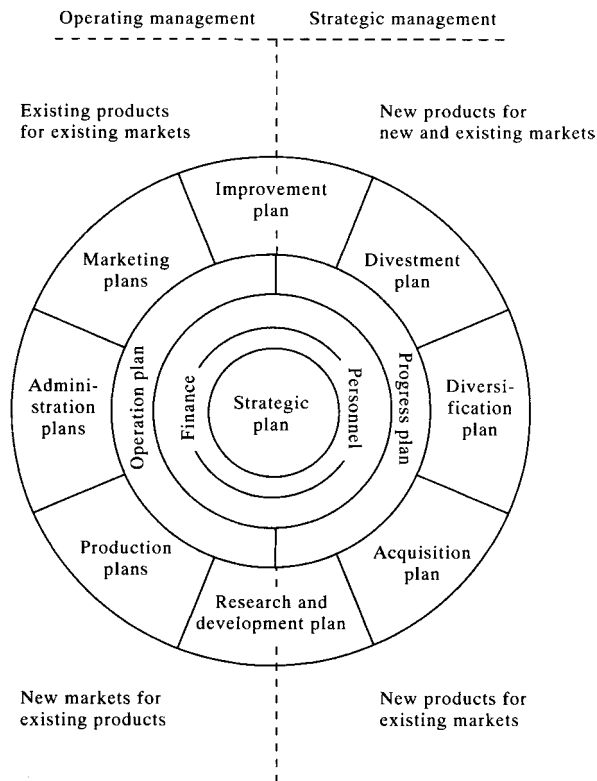 Operating management
Strategic management
Existing products
for existing markets
New products for
new and existing markets
Improvement
plan
Marketing
plans
Divestment
plan
Admini-
stration
plans
Operation plan
Finance
Strategic
plan
Personnel
Progress plan
Diversi-
fication
plan
Production
plans
Acquisition
plan
Research and
development plan
New markets for
existing products
New products for
existing markets